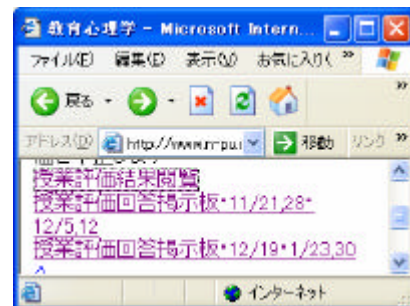 教育心理学 - Microsoft Intern...
ファイル(F) 編集(E) 表示(V) お気に入り( »
戻る »
アドレス(D) http://www.n-pu.i 移動 リンク »
授業評価結果閲覧
授業評価回答掲示板・11/21,28・
12/5,12
授業評価回答掲示板・12/19・1/23,30
インターネット